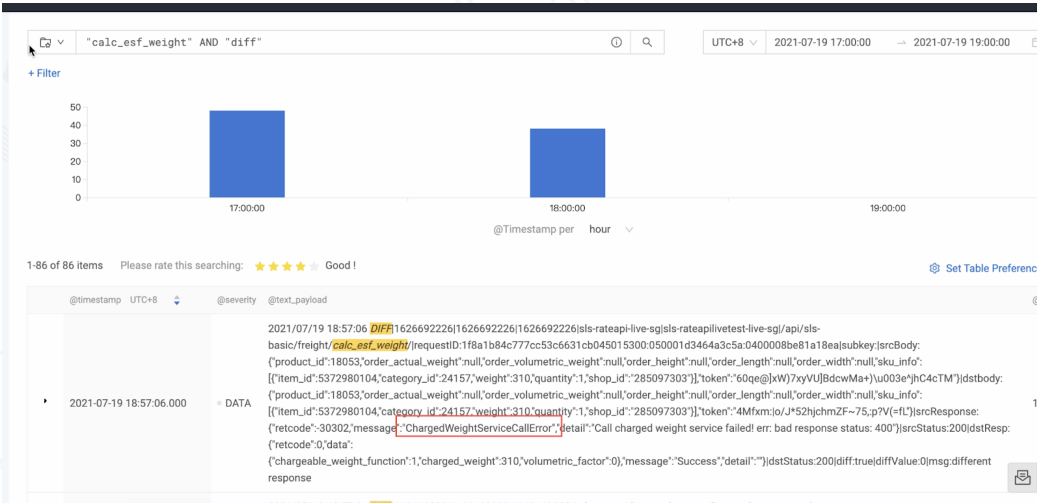 "calc_esf_weight" AND "diff"
UTC+8 2021-07-19 17:00:00 → 2021-07-19 19:00:00
+ Filter
50
40
30
20
10
0
17:00:00 18:00:00 19:00:00
@Timestamp per hour
1-86 of 86 items Please rate this searching: Good !
Set Table Preferenc
@timestamp UTC+8 @severity @text_payload @
2021/07/19 18:57:06 DIFF|1626692226|1626692226|1626692226|sls-rateapi-live-sg|sls-rateapilivetest-live-sg|/api/sls-
basic/freight/calc_esf_weight/|requestID:1f8a1b84c777cc53c6631cb045015300:050001d3464a3c5a:0400008be81a18ea|subkey:|srcBody:
{"product_id":18053,"order_actual_weight":null,"order_volumetric_weight":null,"order_height":null,"order_length":null,"order_width":null,"sku_info":
[{"item_id":5372980104,"category_id":24157,"weight":310,"quantity":1,"shop_id":"285097303"}],"token":"60qe@]xW)7xyVU]BdcwWa+)\u003e^jhC4cTM"}|dstbody:
{"product_id":18053,"order_actual_weight":null,"order_volumetric_weight":null,"order_height":null,"order_length":null,"order_width":null,"sku_info":
2021-07-19 18:57:06.000 DATA [{"item_id":5372980104,"category_id":24157,"weight":310,"quantity":1,"shop_id":"285097303"}],"token":"4Mfxm:|o/J*52hjchmZF~75,:p?V(=fL"}|srcResponse: 1
{"retcode":-30302,"message":"ChargedWeightServiceCallError","detail":"Call charged weight service failed! err: bad response status: 400"}|srcStatus:200|dstResp:
{"retcode":0,"data":
{"chargeable_weight_function":1,"charged_weight":310,"volumetric_factor":0},"message":"Success","detail":""}|dstStatus:200|diff:true|diffValue:0|msg:different
response